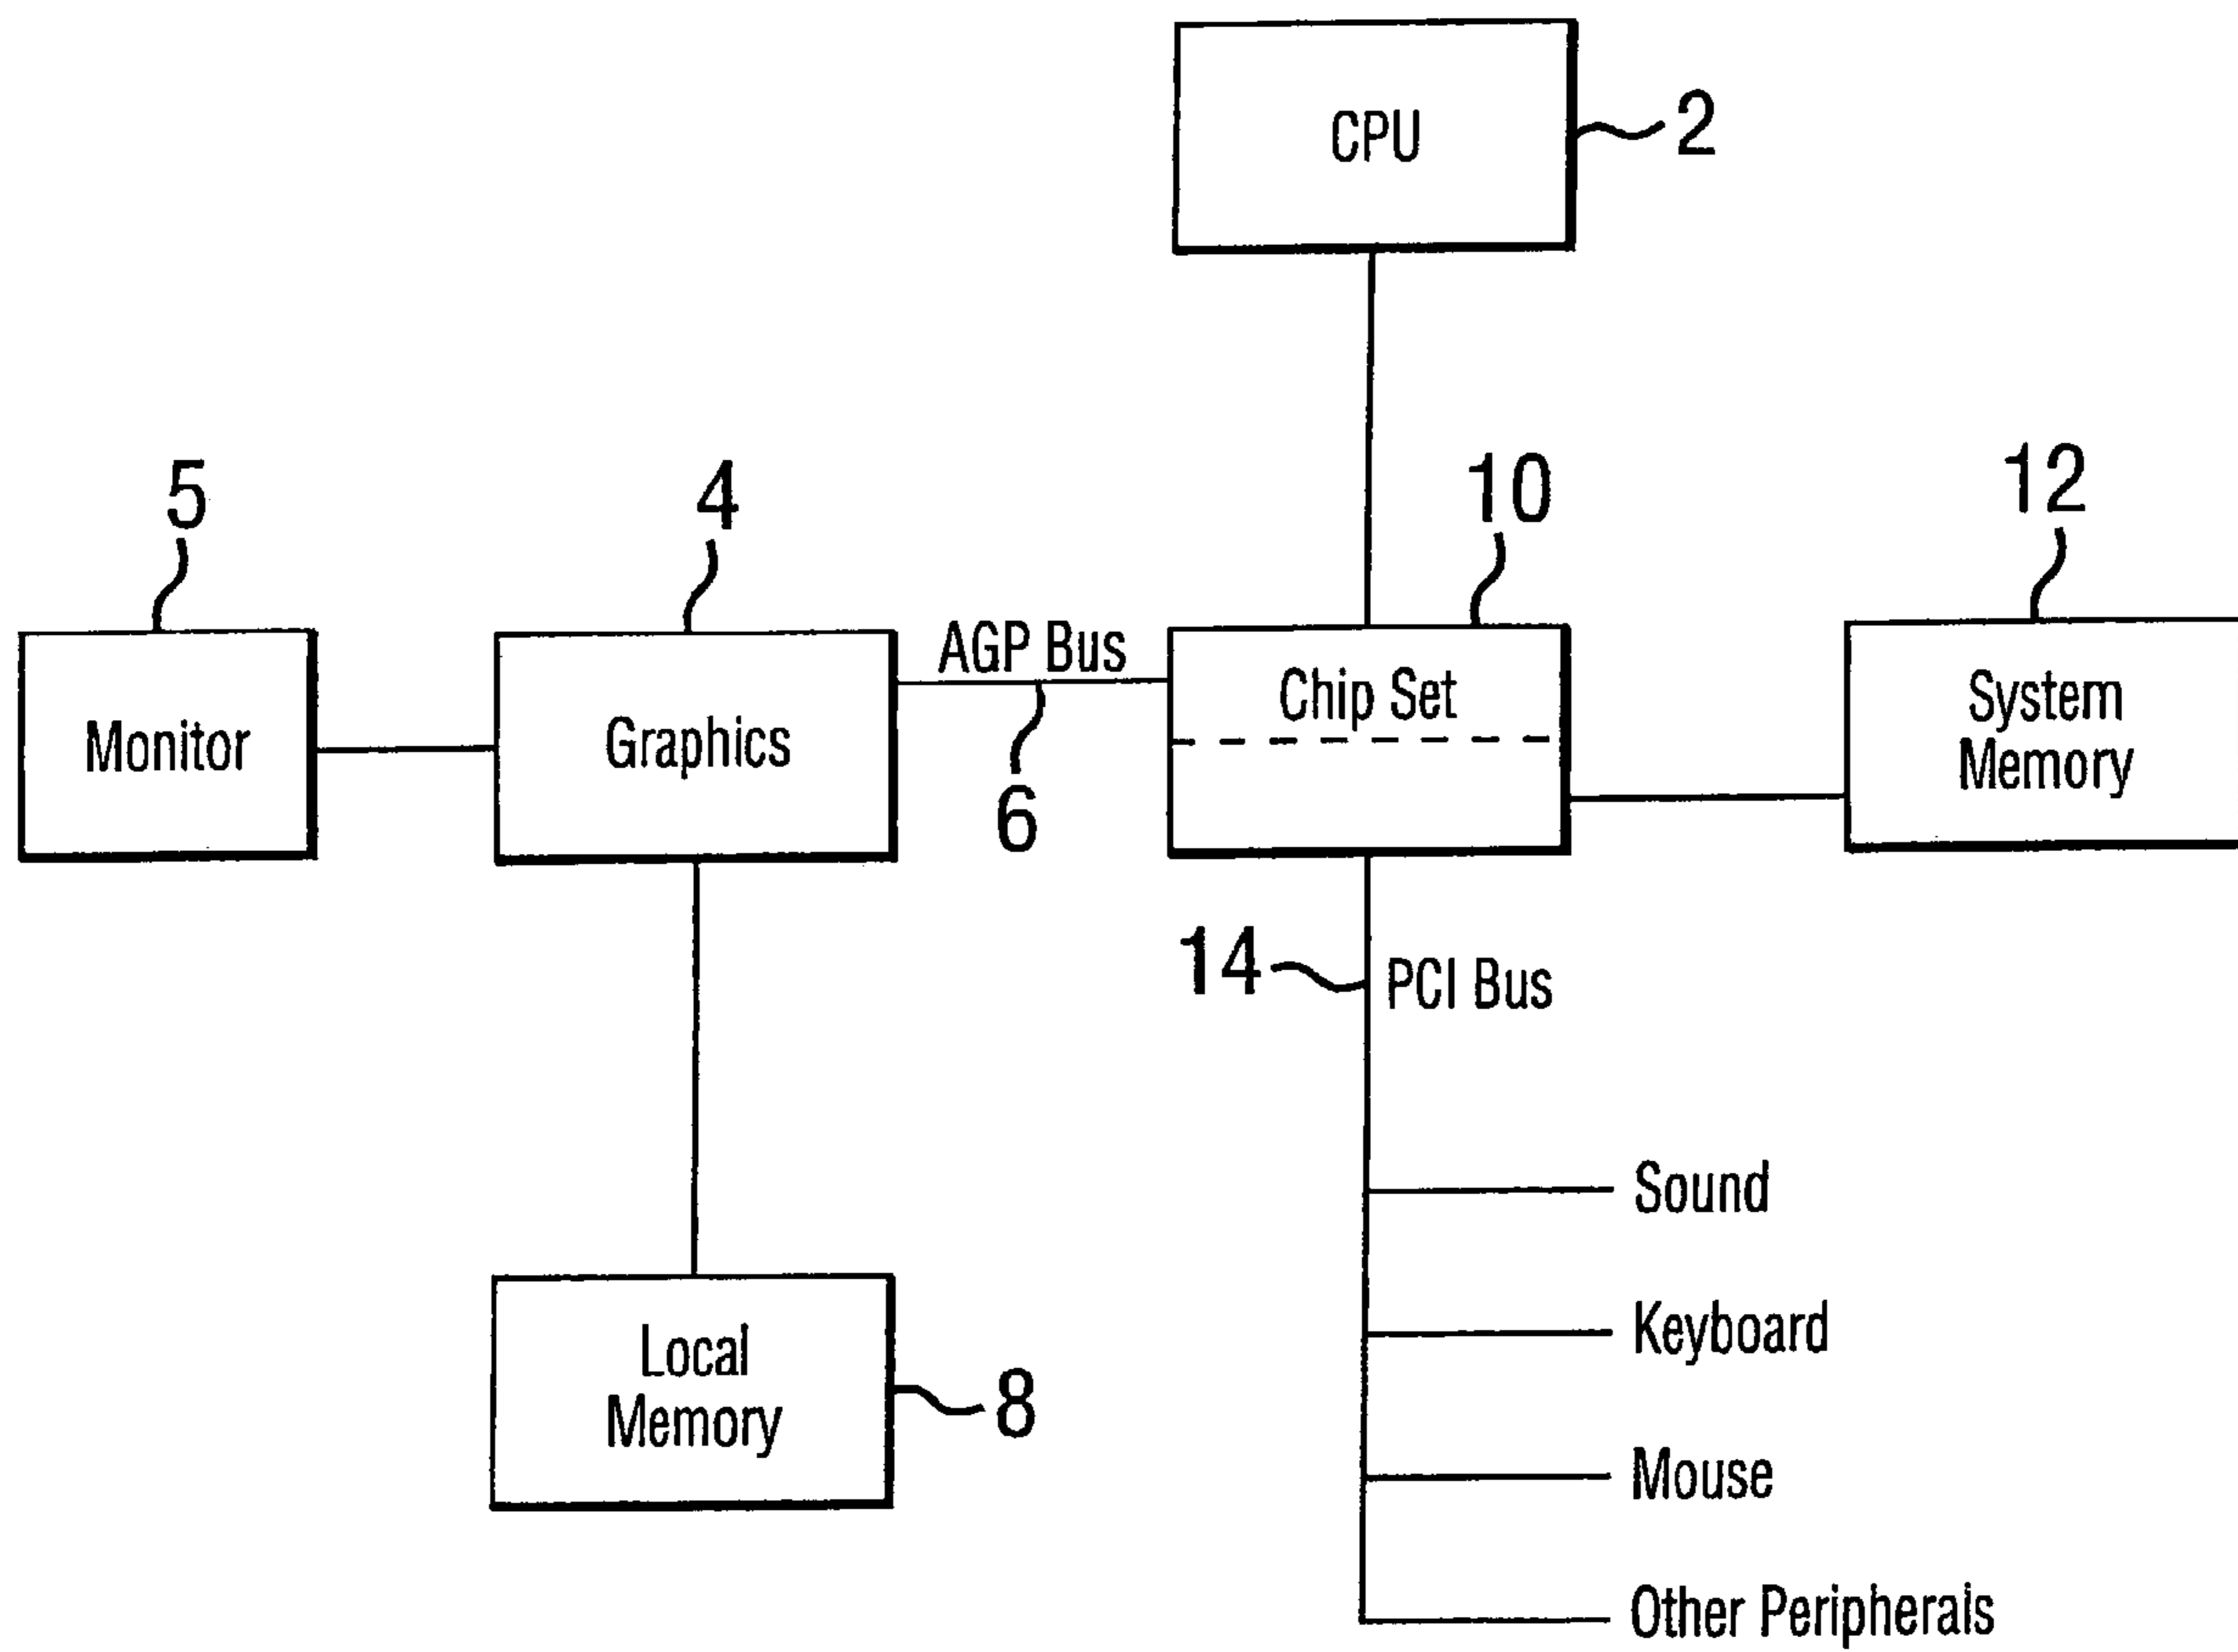 CPU
2
5
4
10
12
Monitor
Graphics
AGP Bus
6
Chip Set
System
Memory
14
PCI Bus
Sound
Keyboard
Mouse
Other Peripherals
Local
Memory
8